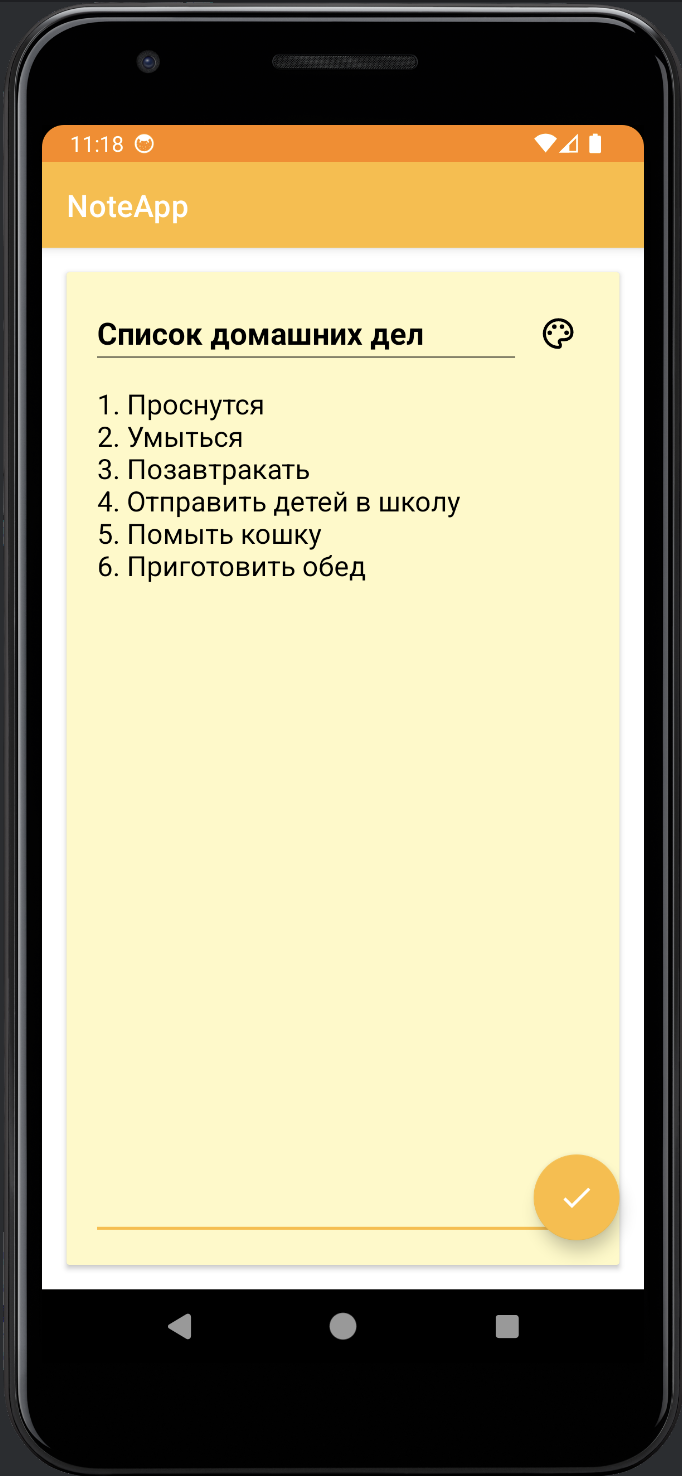 11:18
NoteApp
Список домашних дел
1. Проснутся
2. Умыться
3. Позавтракать
4. Отправить детей в школу
5. Помыть кошку
6. Приготовить обед